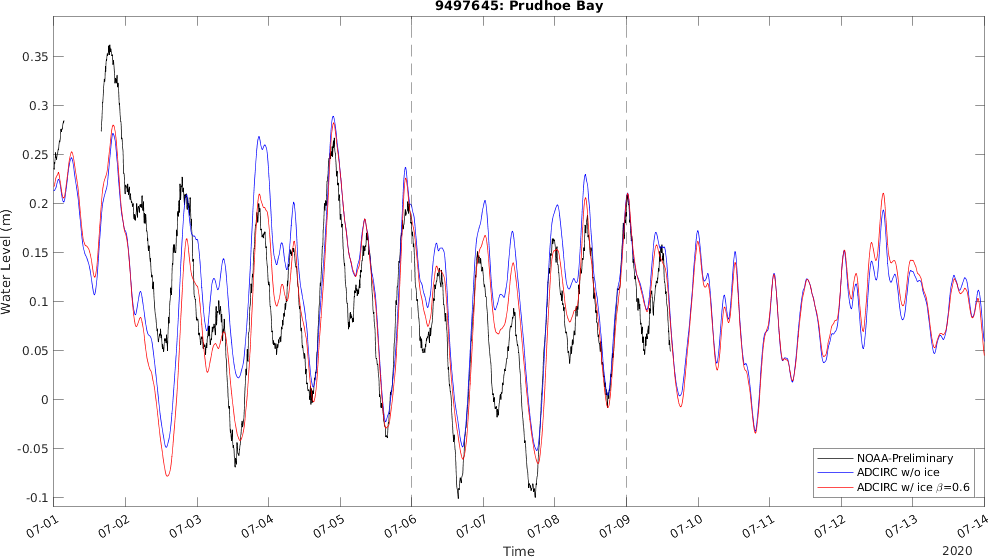 9497645: Prudhoe Bay
Water Level (m)
0.35
0.3
0.25
0.2
0.15
0.1
0.05
0
-0.05
-0.1
NOAA-Preliminary
ADCIRC w/o ice
ADCIRC w/ ice β=0.6
07-01 07-02 07-03 07-04 07-05 07-06 07-07 07-08 07-09 07-10 07-11 07-12 07-13 07-14
Time
2020